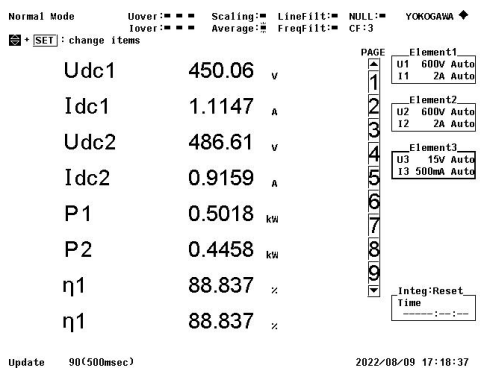 Normal Mode Uover: Scaling: LineFilt: NULL: YOKOGAWA
Iover: Average: FreqFilt: CF:3
+ SET : change items
PAGE
Udc1 450.06 V
Idc1 1.1147 A
Udc2 486.61 V
Idc2 0.9159 A
P1 0.5018 kW
P2 0.4458 kW
η1 88.837 %
η1 88.837 %
1
2
3
4
5
6
7
8
9
Element1
U1 600V Auto
I1 2A Auto
Element2
U2 600V Auto
I2 2A Auto
Element3
U3 15V Auto
I3 500mA Auto
Integ:Reset
Time
-----:--:--
Update 90(500msec) 2022/08/09 17:18:37